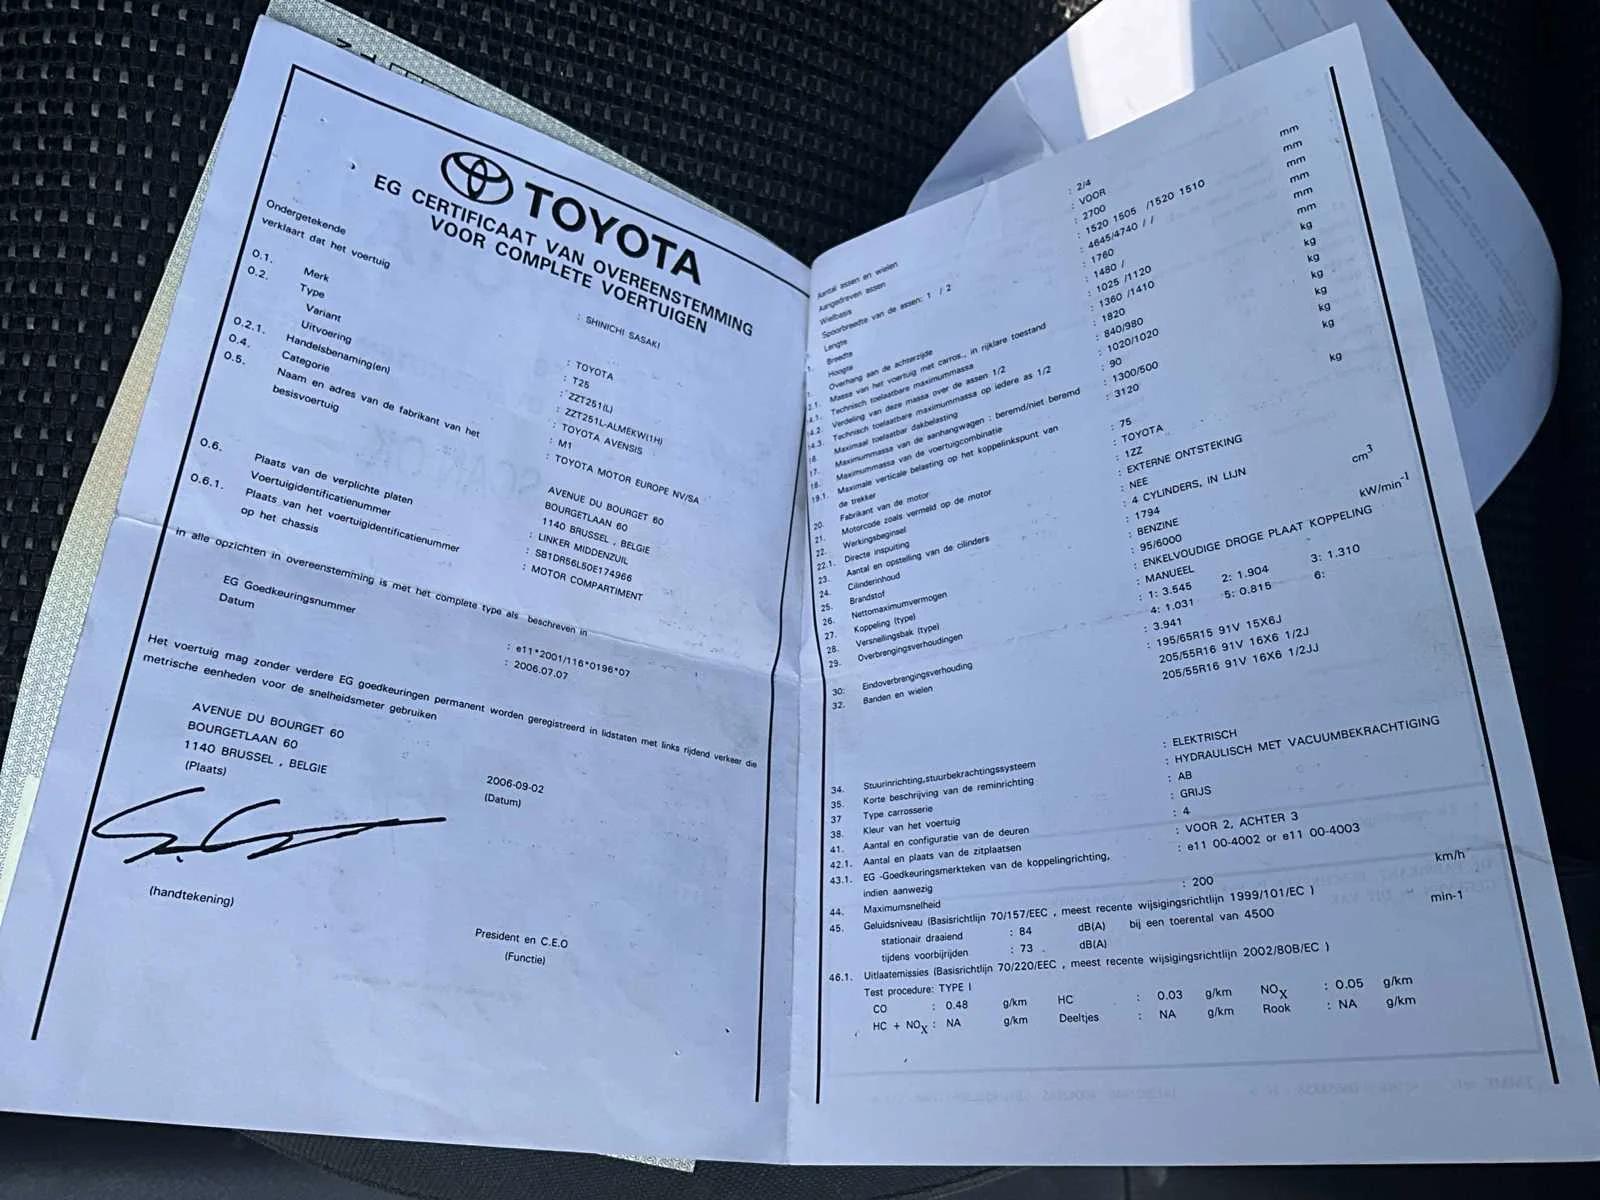 TOYOTA
EG CERTIFICAAT VAN OVEREENSTEMMING
VOOR COMPLETE VOERTUIGEN
Ondergetekende : SHINICHI SASAKI
verklaart dat het voertuig
0.1. Merk : TOYOTA
0.2. Type : T25
Variant : ZZT251(L)
Uitvoering : ZZT251L-ALMEKW(1H)
0.2.1. Handelsbenaming(en) : TOYOTA AVENSIS
0.4. Categorie : M1
0.5. Naam en adres van de fabrikant van het : TOYOTA MOTOR EUROPE NV/SA
besisvoertuig
AVENUE DU BOURGET 60
BOURGETLAAN 60
1140 BRUSSEL , BELGIE
0.6. Plaats van de verplichte platen : LINKER MIDDENZUIL
Voertuigidentificatienummer : SB1DR56L50E174966
0.6.1. Plaats van het voertuigidentificatienummer : MOTOR COMPARTIMENT
op het chassis
in alle opzichten in overeenstemming is met het complete type als beschreven in
EG Goedkeuringsnummer : e11*2001/116*0196*07
Datum : 2006.07.07
Het voertuig mag zonder verdere EG goedkeuringen permanent worden geregistreerd in lidstaten met links rijdend verkeer die
metrische eenheden voor de snelheidsmeter gebruiken
AVENUE DU BOURGET 60
BOURGETLAAN 60
1140 BRUSSEL , BELGIE
(Plaats)
2006-09-02
(Datum)
(handtekening)
President en C.E.O
(Functie)
Aantal assen en wielen : 2/4
Aangedreven assen : VOOR
Wielbasis : 2700 mm
Spoorbreedte van de assen: 1 / 2 : 1520 1505 /1520 1510 mm
Lengte : 4645/4740 / / mm
Breedte : 1760 mm
Hoogte : 1480 / mm
Overhang aan de achterzijde : 1025 /1120 mm
Massa van het voertuig met carros., in rijklare toestand : 1360 /1410 kg
Technisch toelaatbare maximummassa : 1820 kg
Verdeling van deze massa over de assen 1/2 : 840/980 kg
Technisch toelaatbare maximummassa op iedere as 1/2 : 1020/1020 kg
Maximaal toelaatbar dakbelasting : 90 kg
17. Maximummassa van de aanhangwagen ; beremd/niet beremd : 1300/500 kg
18. Maximummassa van de voertuigcombinatie : 3120 kg
19.1. Maximale verticale belasting op het koppelinkspunt van : 75 kg
de trekker
20. Fabrikant van de motor : TOYOTA
21. Motorcode zoals vermeld op de motor : 1ZZ
22. Werkingsbeginsel : EXTERNE ONTSTEKING
22.1. Directe inspuiting : NEE
23. Aantal en opstelling van de cilinders : 4 CYLINDERS, IN LIJN
24. Cilinderinhoud : 1794 cm3
25. Brandstof : BENZINE
26. Nettomaximumvermogen : 95/6000 kW/min-1
27. Koppeling (type) : ENKELVOUDIGE DROGE PLAAT KOPPELING
28. Versnellingsbak (type) : MANUEEL
29. Overbrengingsverhoudingen : 1: 3.545 2: 1.904 3: 1.310
4: 1.031 5: 0.815 6:
30: Eindoverbrengingsverhouding : 3.941
32. Banden en wielen : 195/65R15 91V 15X6J
205/55R16 91V 16X6 1/2J
205/55R16 91V 16X6 1/2JJ
34. Stuurinrichting,stuurbekrachtingssysteem : ELEKTRISCH
35. Korte beschrijving van de reminrichting : HYDRAULISCH MET VACUUMBEKRACHTIGING
37 Type carrosserie : AB
38. Kleur van het voertuig : GRIJS
41. Aantal en configuratie van de deuren : 4
42.1. Aantal en plaats van de zitplaatsen : VOOR 2, ACHTER 3
43.1. EG -Goedkeuringsmerkteken van de koppelingrichting, : e11 00-4002 or e11 00-4003
indien aanwezig
44. Maximumsnelheid : 200 km/h
45. Geluidsniveau (Basisrichtlijn 70/157/EEC , meest recente wijsigingsrichtlijn 1999/101/EC )
stationair draaiend : 84 dB(A) bij een toerental van 4500 min-1
tijdens voorbijrijden : 73 dB(A)
46.1. Uitlaatemissies (Basisrichtlijn 70/220/EEC , meest recente wijsigingsrichtlijn 2002/80B/EC )
Test procedure: TYPE I
CO : 0.48 g/km HC : 0.03 g/km NOX : 0.05 g/km
HC + NOX : NA g/km Deeltjes : NA g/km Rook : NA g/km